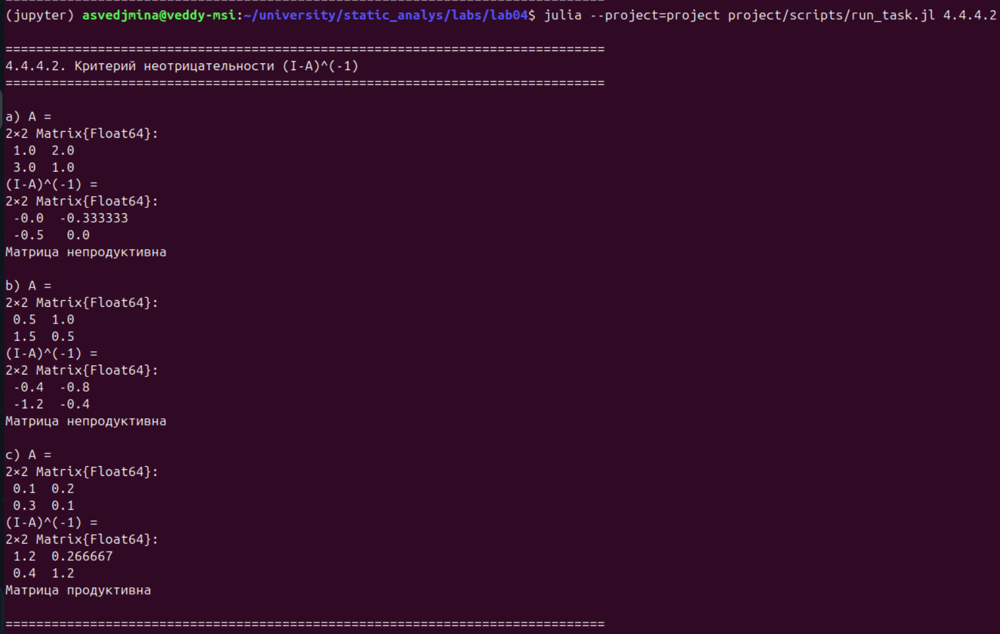 ==============================================================================
(jupyter) asvedjmina@veddy-msi:~/university/static_analys/labs/lab04$ julia --project=project project/scripts/run_task.jl 4.4.4.2
==============================================================================
4.4.4.2. Критерий неотрицательности (I-A)^(-1)
==============================================================================
a) A =
2×2 Matrix{Float64}:
1.0 2.0
3.0 1.0
(I-A)^(-1) =
2×2 Matrix{Float64}:
-0.0 -0.333333
-0.5 0.0
Матрица непродуктивна
b) A =
2×2 Matrix{Float64}:
0.5 1.0
1.5 0.5
(I-A)^(-1) =
2×2 Matrix{Float64}:
-0.4 -0.8
-1.2 -0.4
Матрица непродуктивна
c) A =
2×2 Matrix{Float64}:
0.1 0.2
0.3 0.1
(I-A)^(-1) =
2×2 Matrix{Float64}:
1.2 0.266667
0.4 1.2
Матрица продуктивна
==============================================================================